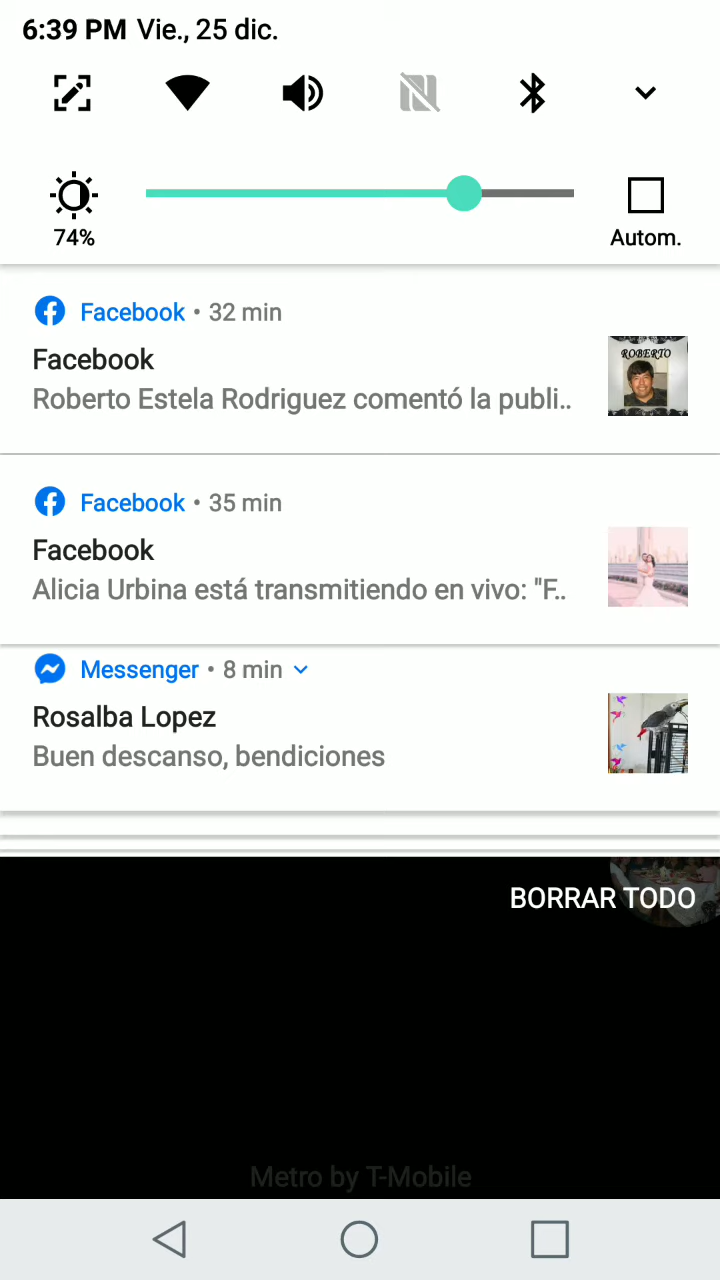 6:39 PM Vie., 25 dic.
74%
Autom.
Facebook • 32 min
Facebook
Roberto Estela Rodriguez comentó la publi..
ROBERTO
Facebook • 35 min
Facebook
Alicia Urbina está transmitiendo en vivo: "F..
Messenger • 8 min
Rosalba Lopez
Buen descanso, bendiciones
BORRAR TODO
Metro by T-Mobile